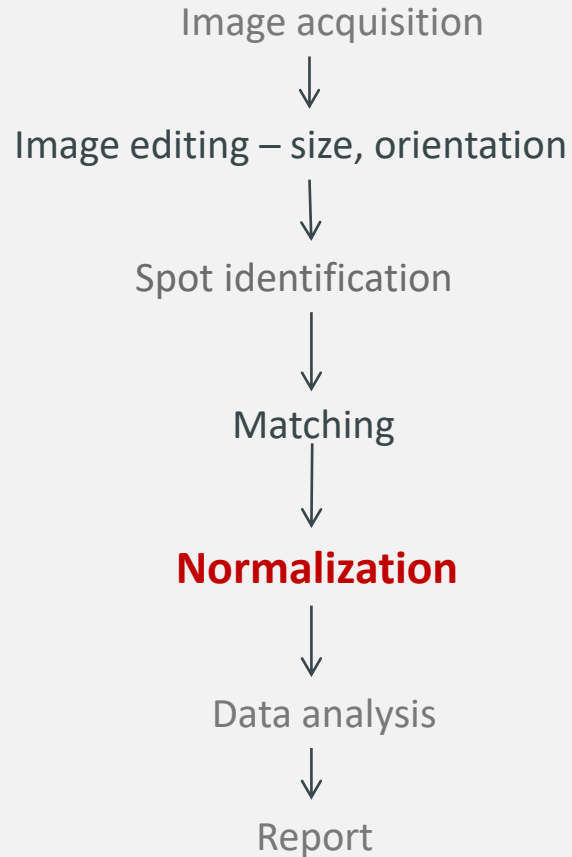 Image acquisition
Image editing – size, orientation
Spot identification
Matching
Normalization
Data analysis
Report